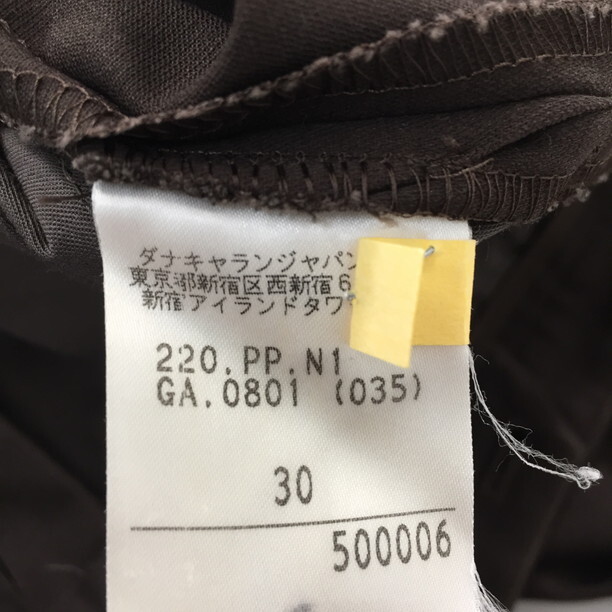 ダナキャランジャパン
東京都新宿区西新宿6
新宿アイランドタワ
220.PP.N1
GA.0801 (035)
30
500006